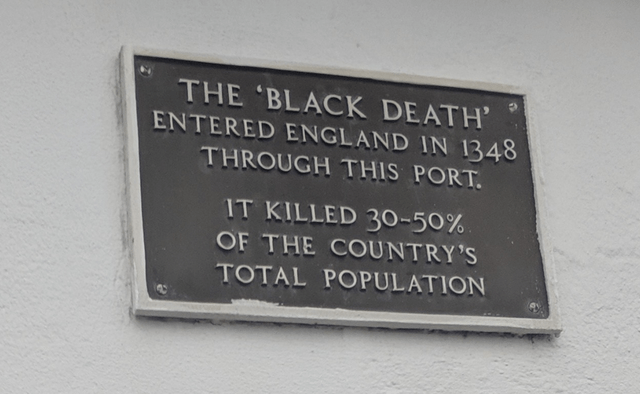 THE ‘BLACK DEATH’
ENTERED ENGLAND IN 1348
THROUGH THIS PORT.
IT KILLED 30-50%
OF THE COUNTRY'S
TOTAL POPULATION